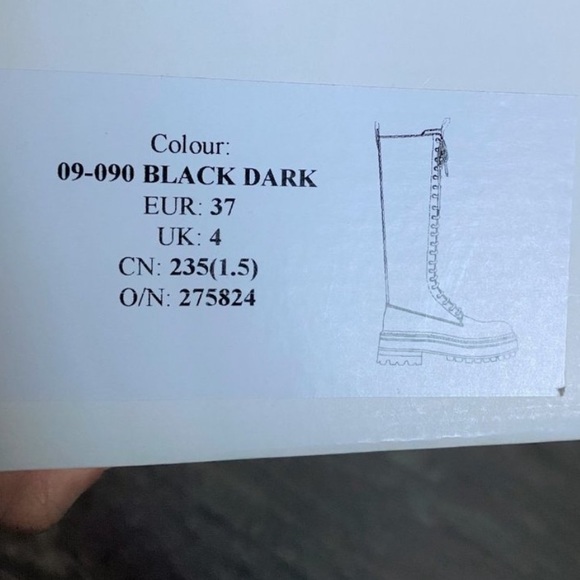 Colour:
09-090 BLACK DARK
EUR: 37
UK: 4
CN: 235(1.5)
O/N: 275824